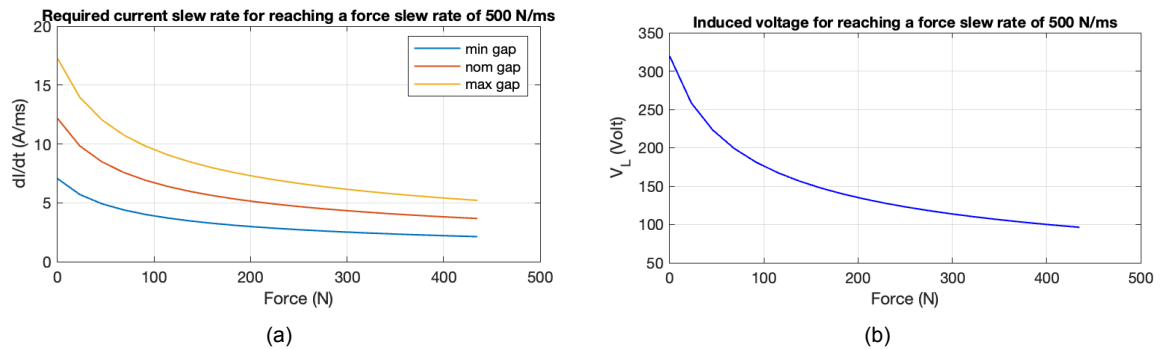 Required current slew rate for reaching a force slew rate of 500 N/ms
20
15
10
5
0
dI/dt (A/ms)
min gap
nom gap
max gap
0 100 200 300 400 500
Force (N)
(a)
Induced voltage for reaching a force slew rate of 500 N/ms
350
300
250
200
150
100
50
V_L (Volt)
0 100 200 300 400 500
Force (N)
(b)